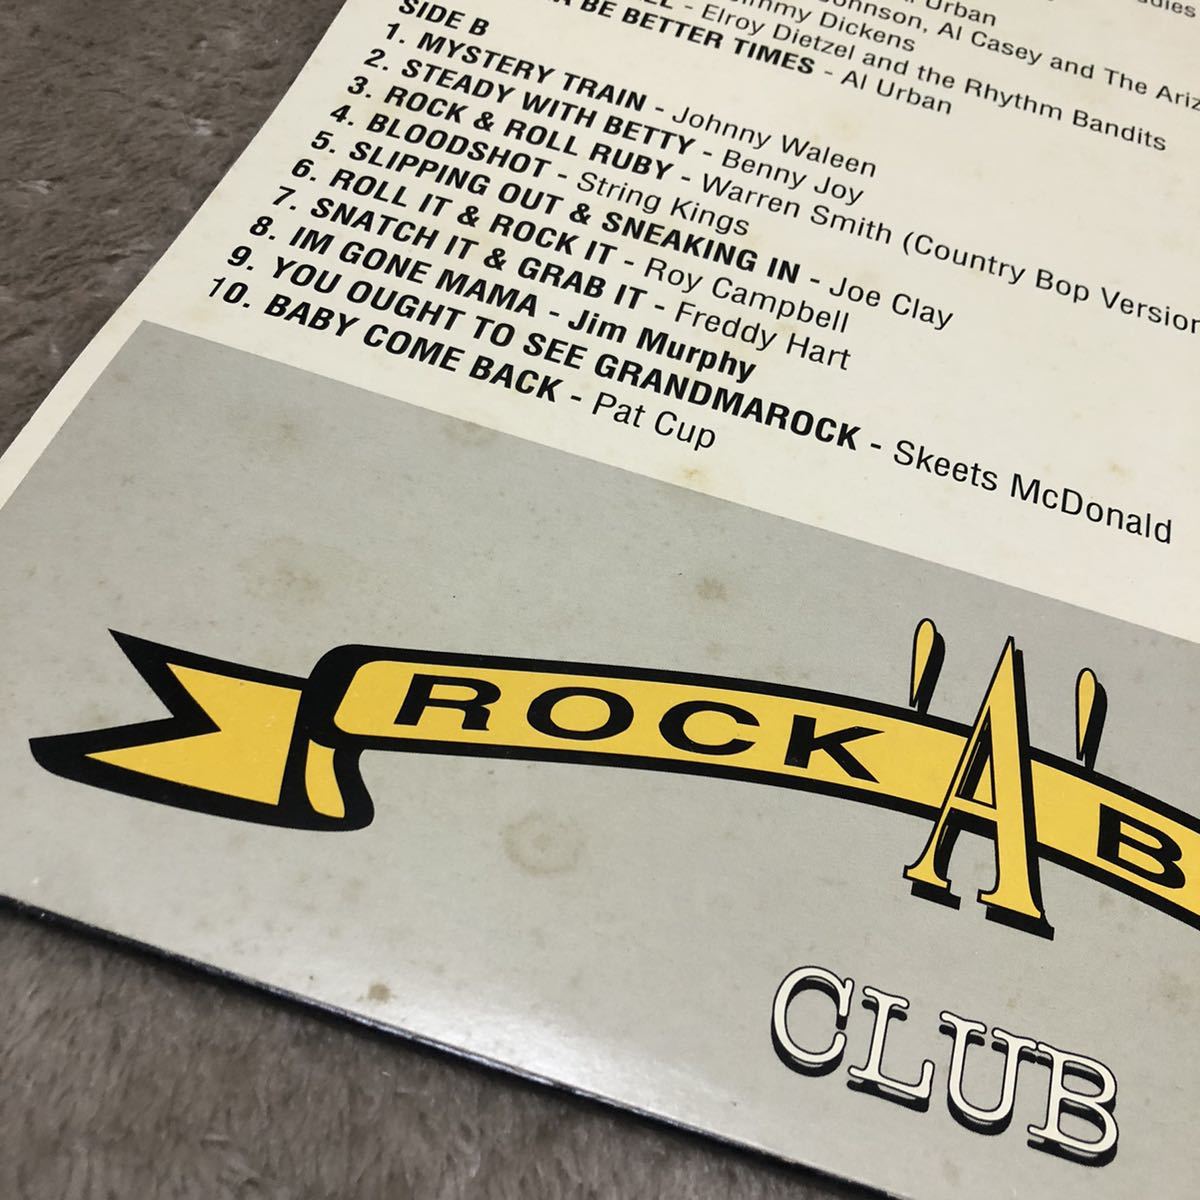 Urban
Johnson, Al Casey and The Ariz
Jimmy Dickens
Elroy Dietzel and the Rhythm Bandits
BE BETTER TIMES - Al Urban
SIDE B
1. MYSTERY TRAIN - Johnny Waleen
2. STEADY WITH BETTY - Benny Joy
3. ROCK & ROLL RUBY - Warren Smith (Country Bop Version
4. BLOODSHOT - String Kings
5. SLIPPING OUT & SNEAKING IN - Joe Clay
6. ROLL IT & ROCK IT - Roy Campbell
7. SNATCH IT & GRAB IT - Freddy Hart
8. IM GONE MAMA - Jim Murphy
9. YOU OUGHT TO SEE GRANDMAROCK - Skeets McDonald
10. BABY COME BACK - Pat Cup
ROCK 'A' B
CLUB